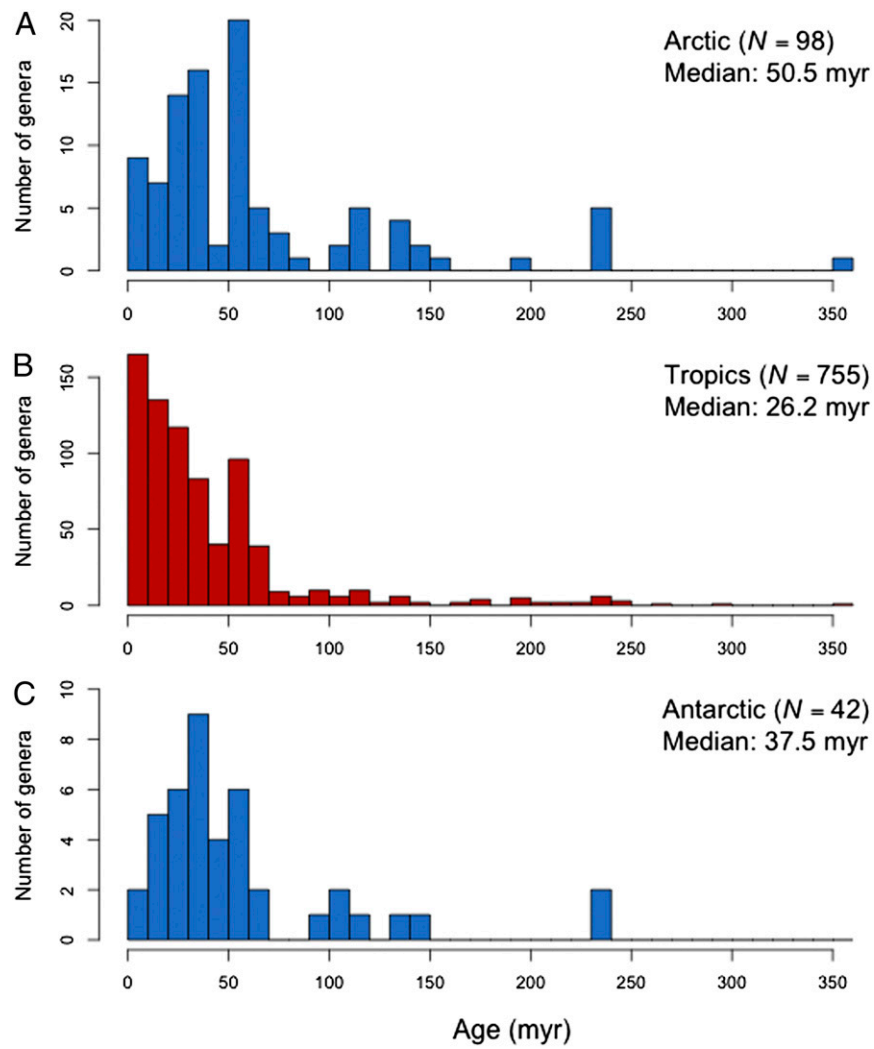 A
Arctic (N = 98)
Median: 50.5 myr
Number of genera
0 5 10 15 20
0 50 100 150 200 250 300 350
B
Tropics (N = 755)
Median: 26.2 myr
Number of genera
0 50 100 150
0 50 100 150 200 250 300 350
C
Antarctic (N = 42)
Median: 37.5 myr
Number of genera
0 2 4 6 8 10
0 50 100 150 200 250 300 350
Age (myr)